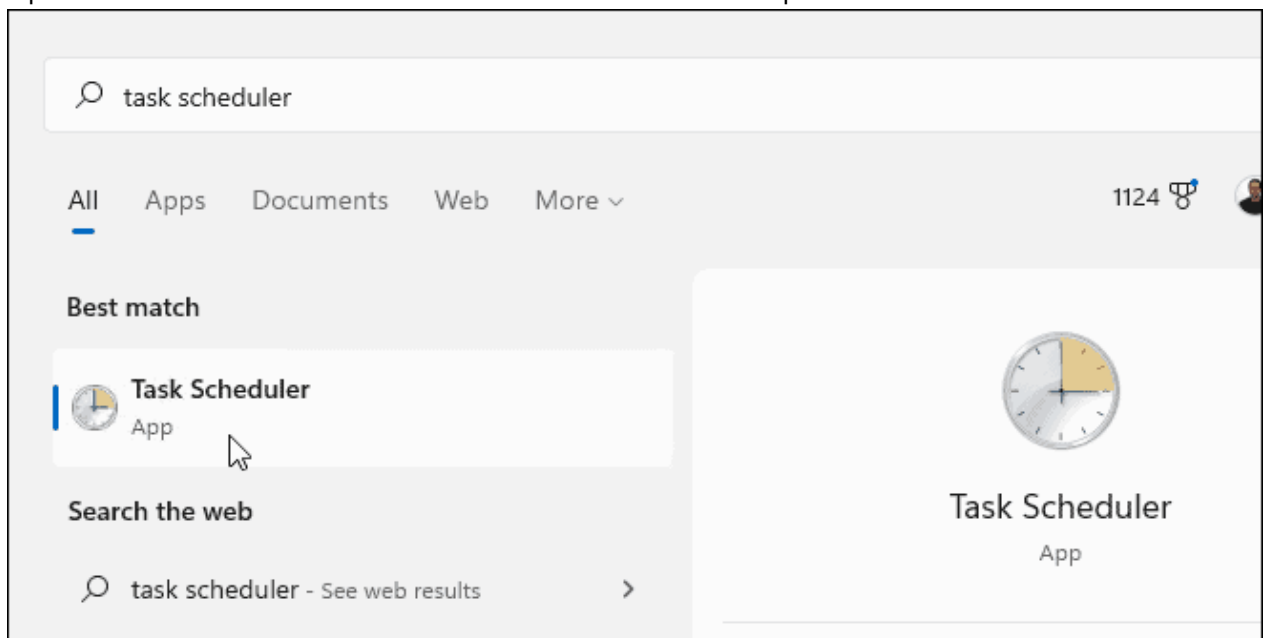 task scheduler
All Apps Documents Web More
1124
Best match
Task Scheduler
App
Search the web
task scheduler - See web results
Task Scheduler
App